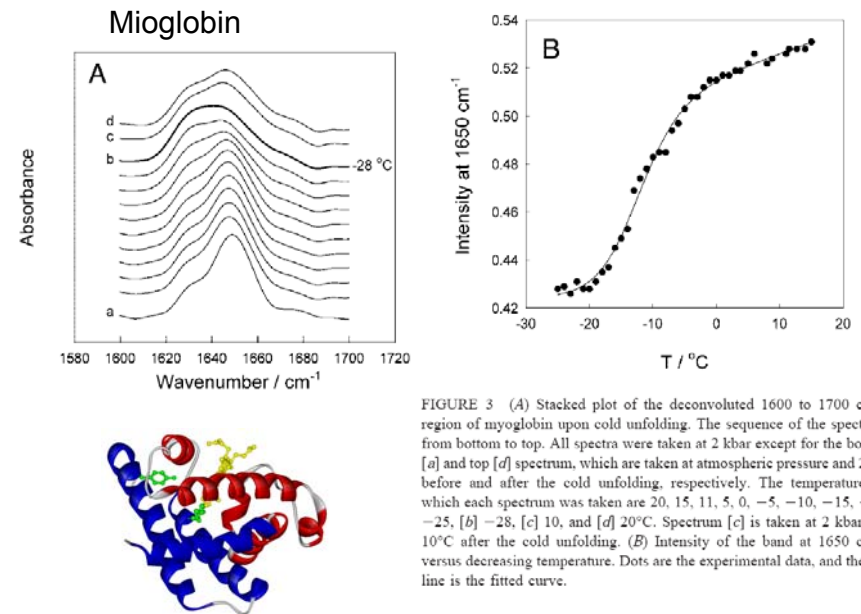 Mioglobin
A
d
c
b
-28 °C
a
Absorbance
1580 1600 1620 1640 1660 1680 1700 1720
Wavenumber / cm-1
B
0.54
0.52
0.50
0.48
0.46
0.44
0.42
Intensity at 1650 cm-1
-30 -20 -10 0 10 20
T / °C
FIGURE 3 (A) Stacked plot of the deconvoluted 1600 to 1700 c
region of myoglobin upon cold unfolding. The sequence of the spect
from bottom to top. All spectra were taken at 2 kbar except for the bo
[a] and top [d] spectrum, which are taken at atmospheric pressure and 2
before and after the cold unfolding, respectively. The temperature
which each spectrum was taken are 20, 15, 11, 5, 0, −5, −10, −15, -
−25, [b] −28, [c] 10, and [d] 20°C. Spectrum [c] is taken at 2 kbar
10°C after the cold unfolding. (B) Intensity of the band at 1650 c
versus decreasing temperature. Dots are the experimental data, and the
line is the fitted curve.